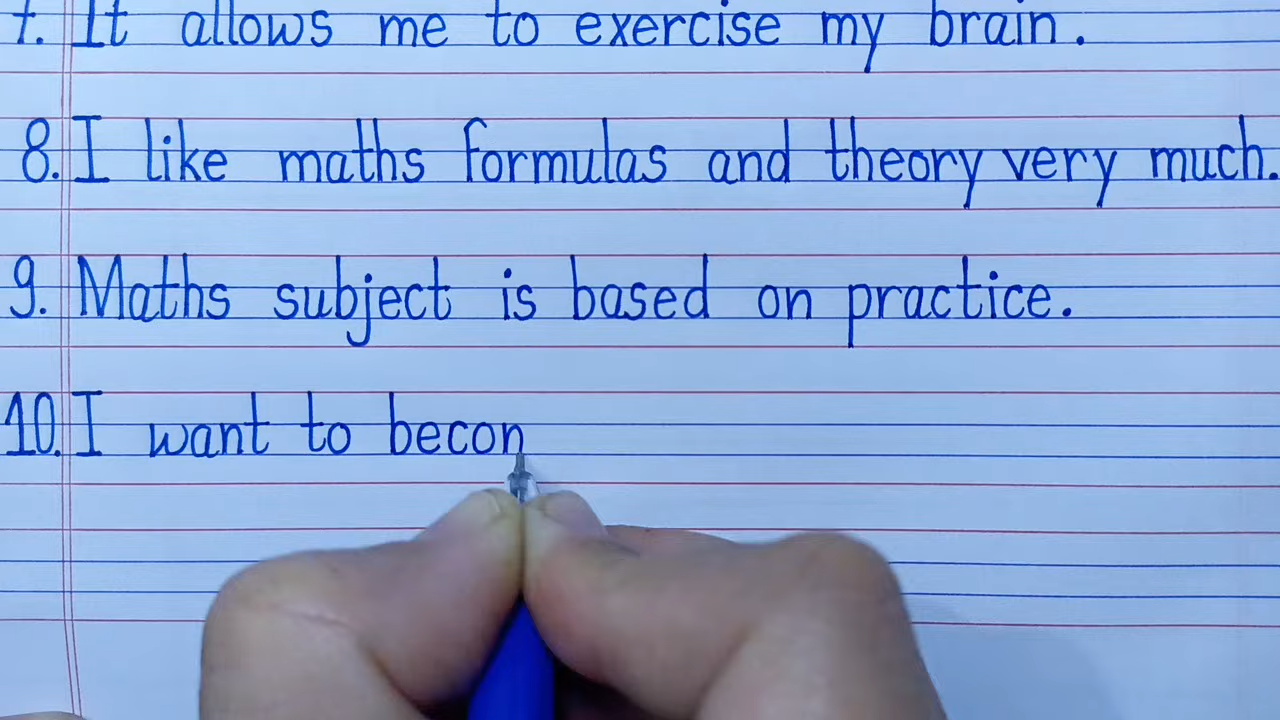 7. It allows me to exercise my brain.
8. I like maths formulas and theory very much.
9. Maths subject is based on practice.
10. I want to becon